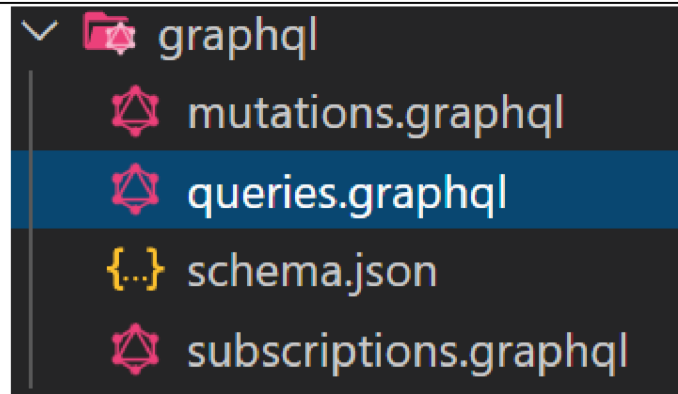 graphql
mutations.graphql
queries.graphql
{...} schema.json
subscriptions.graphql